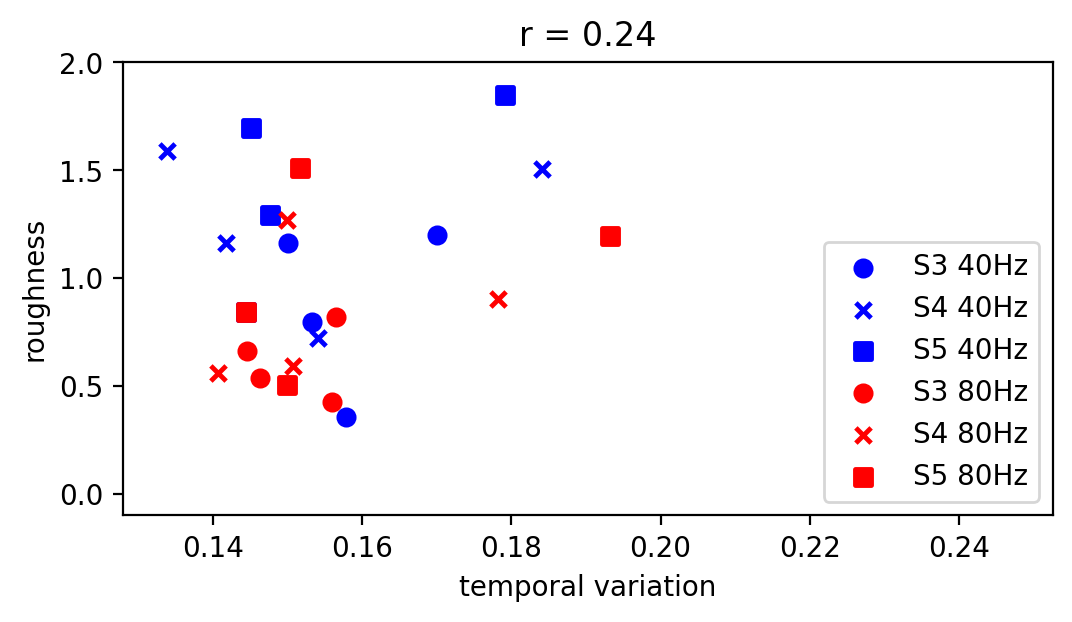 r = 0.24
roughness
2.0
1.5
1.0
0.5
0.0
S3 40Hz
S4 40Hz
S5 40Hz
S3 80Hz
S4 80Hz
S5 80Hz
0.14 0.16 0.18 0.20 0.22 0.24
temporal variation